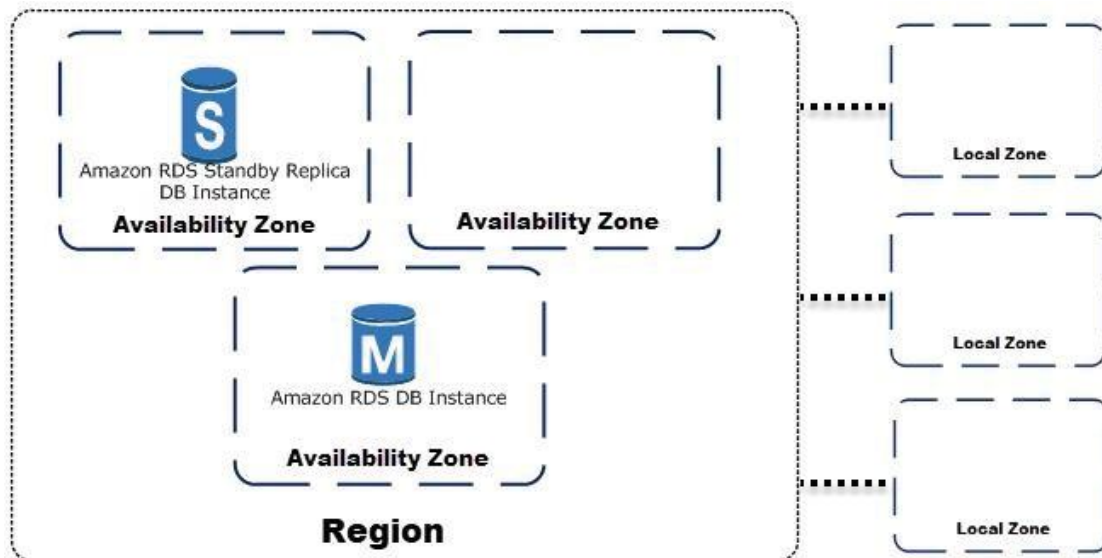 S
Amazon RDS Standby Replica
DB Instance
Availability Zone
Availability Zone
M
Amazon RDS DB Instance
Availability Zone
Region
Local Zone
Local Zone
Local Zone